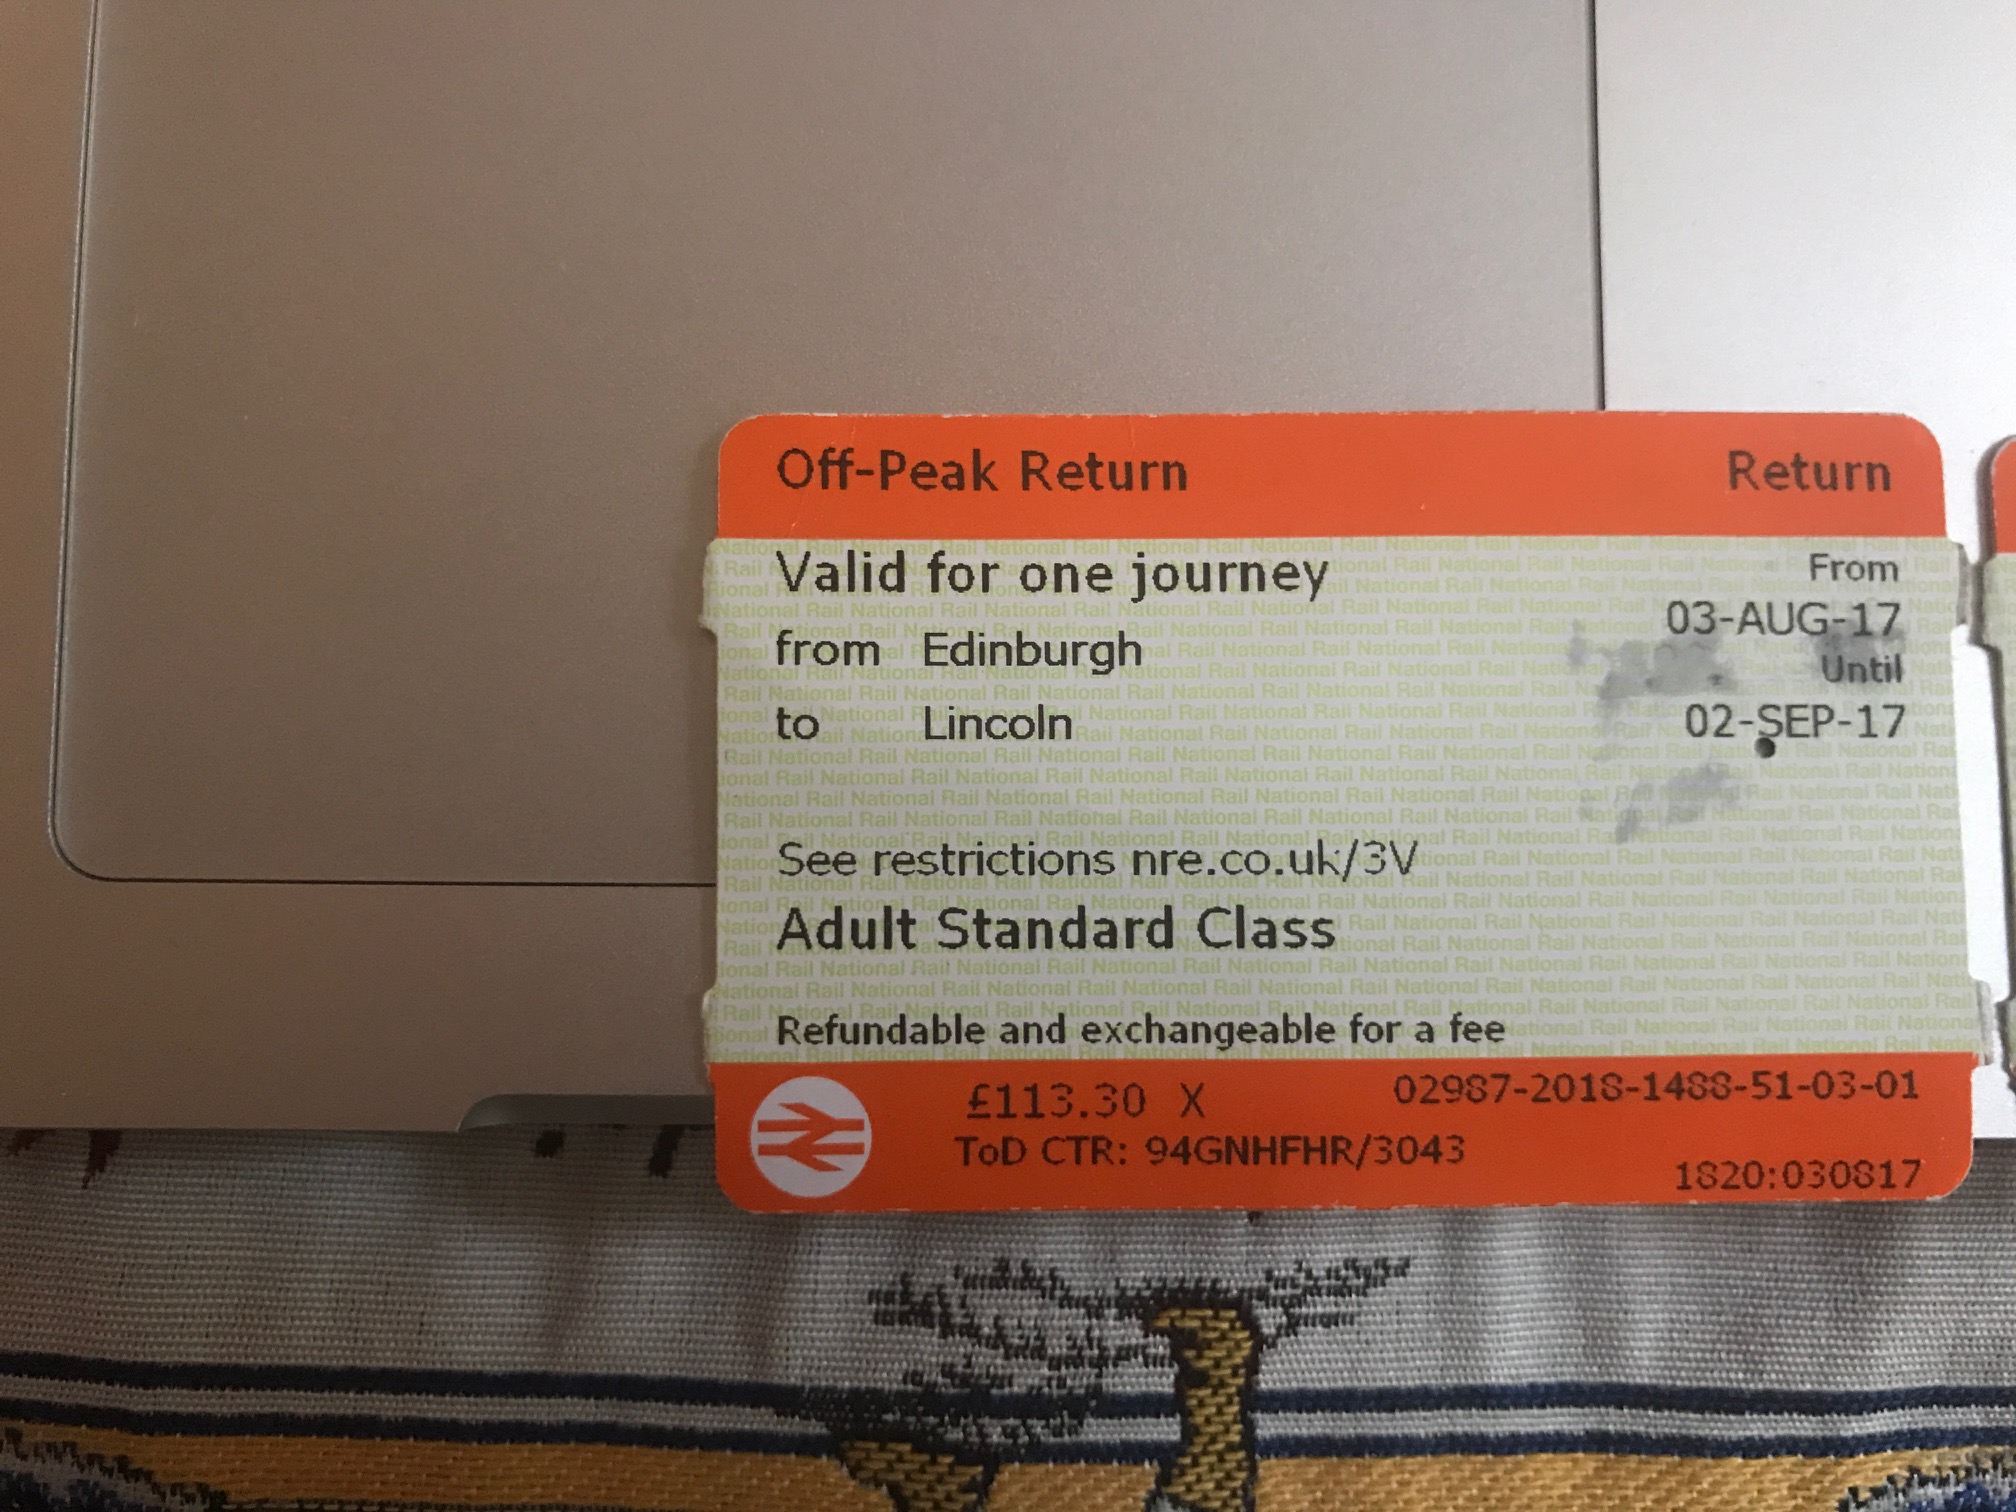 Off-Peak Return Return
Valid for one journey From
from Edinburgh 03-AUG-17
Until
to Lincoln 02-SEP-17
See restrictions nre.co.uk/3V
Adult Standard Class
Refundable and exchangeable for a fee
£113.30 X 02987-2018-1488-51-03-01
ToD CTR: 94GNHFHR/3043 1820:030817